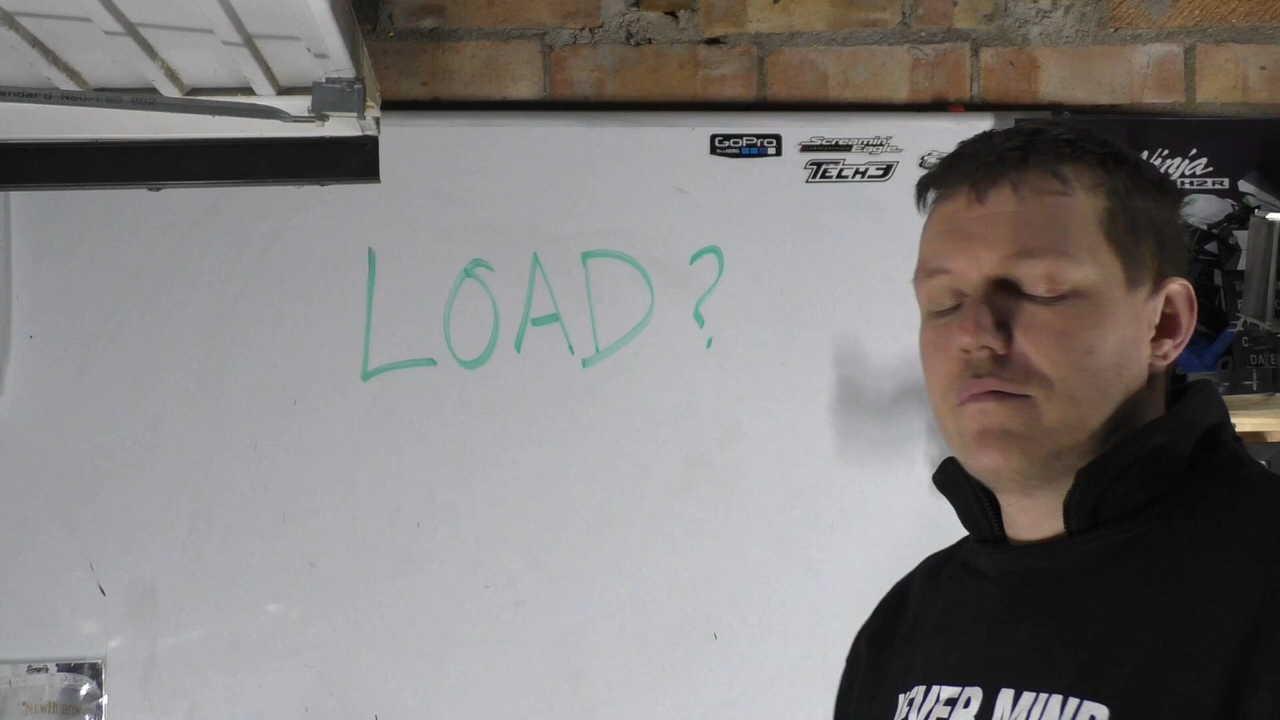 GoPro
Screamin' Eagle
TECH3
Ninja
H2R
LOAD?
NEVER MIND